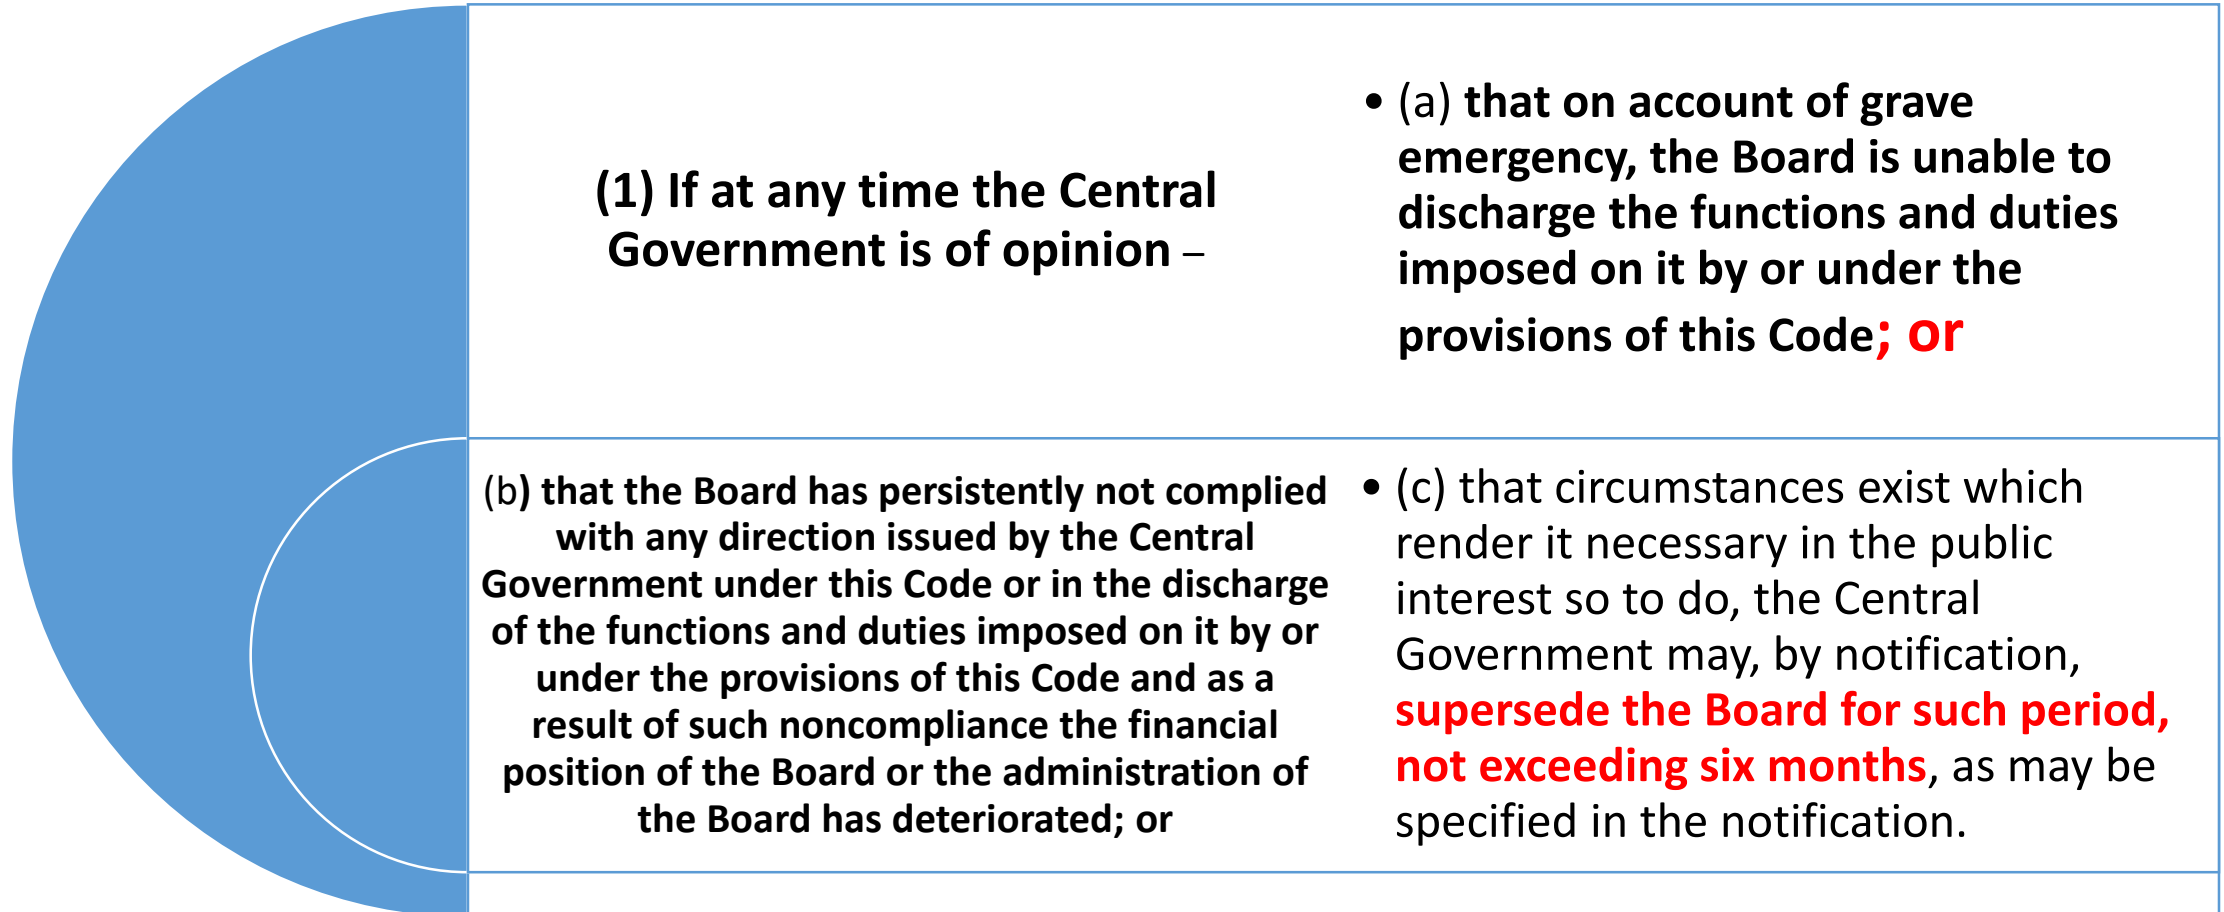 (1) If at any time the Central
Government is of opinion –
• (a) that on account of grave
emergency, the Board is unable to
discharge the functions and duties
imposed on it by or under the
provisions of this Code; or
(b) that the Board has persistently not complied
with any direction issued by the Central
Government under this Code or in the discharge
of the functions and duties imposed on it by or
under the provisions of this Code and as a
result of such noncompliance the financial
position of the Board or the administration of
the Board has deteriorated; or
• (c) that circumstances exist which
render it necessary in the public
interest so to do, the Central
Government may, by notification,
supersede the Board for such period,
not exceeding six months, as may be
specified in the notification.